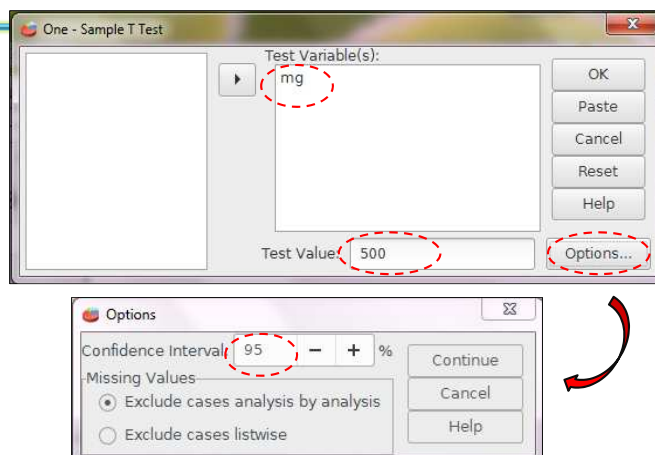 One - Sample T Test
Test Variable(s):
mg
OK
Paste
Cancel
Reset
Help
Test Value: 500
Options...
Options
Confidence Interval: 95 − + %
Missing Values
Exclude cases analysis by analysis
Exclude cases listwise
Continue
Cancel
Help